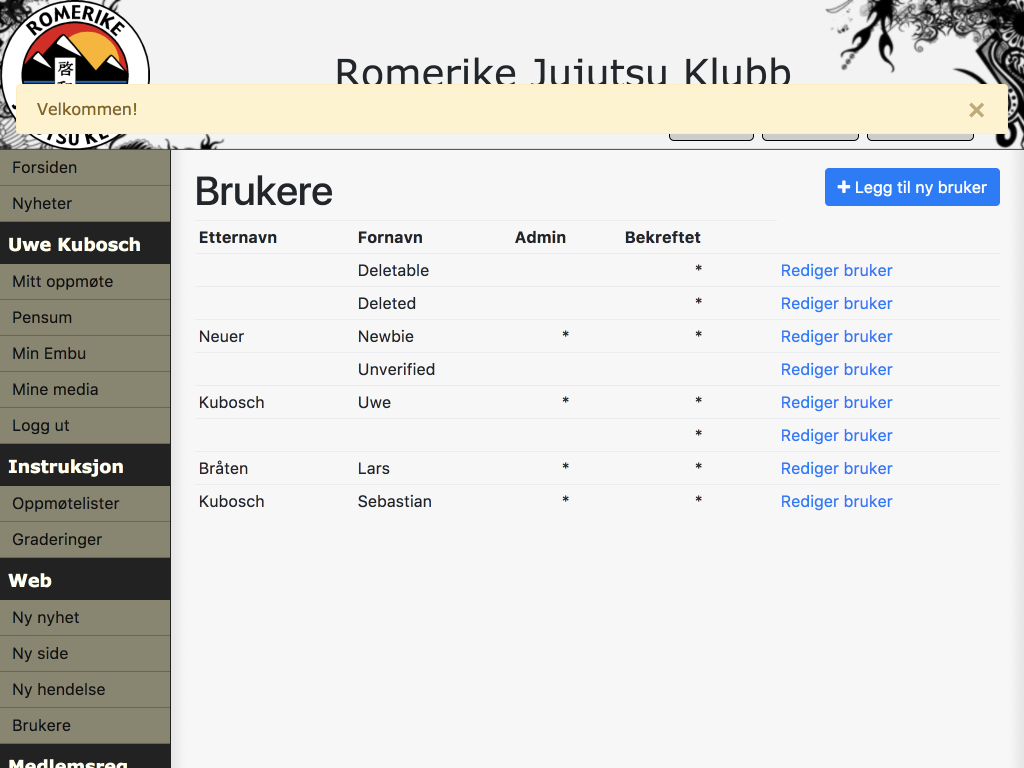 ROMERIKE
啓
Romerike Jujutsu Klubb
Velkommen!
×
Forsiden
Nyheter
Uwe Kubosch
Mitt oppmøte
Pensum
Min Embu
Mine media
Logg ut
Instruksjon
Oppmøtelister
Graderinger
Web
Ny nyhet
Ny side
Ny hendelse
Brukere
Medlemsreg
Brukere
+ Legg til ny bruker
Etternavn Fornavn Admin Bekreftet
Deletable * Rediger bruker
Deleted * Rediger bruker
Neuer Newbie * * Rediger bruker
Unverified Rediger bruker
Kubosch Uwe * * Rediger bruker
* Rediger bruker
Bråten Lars * * Rediger bruker
Kubosch Sebastian * * Rediger bruker